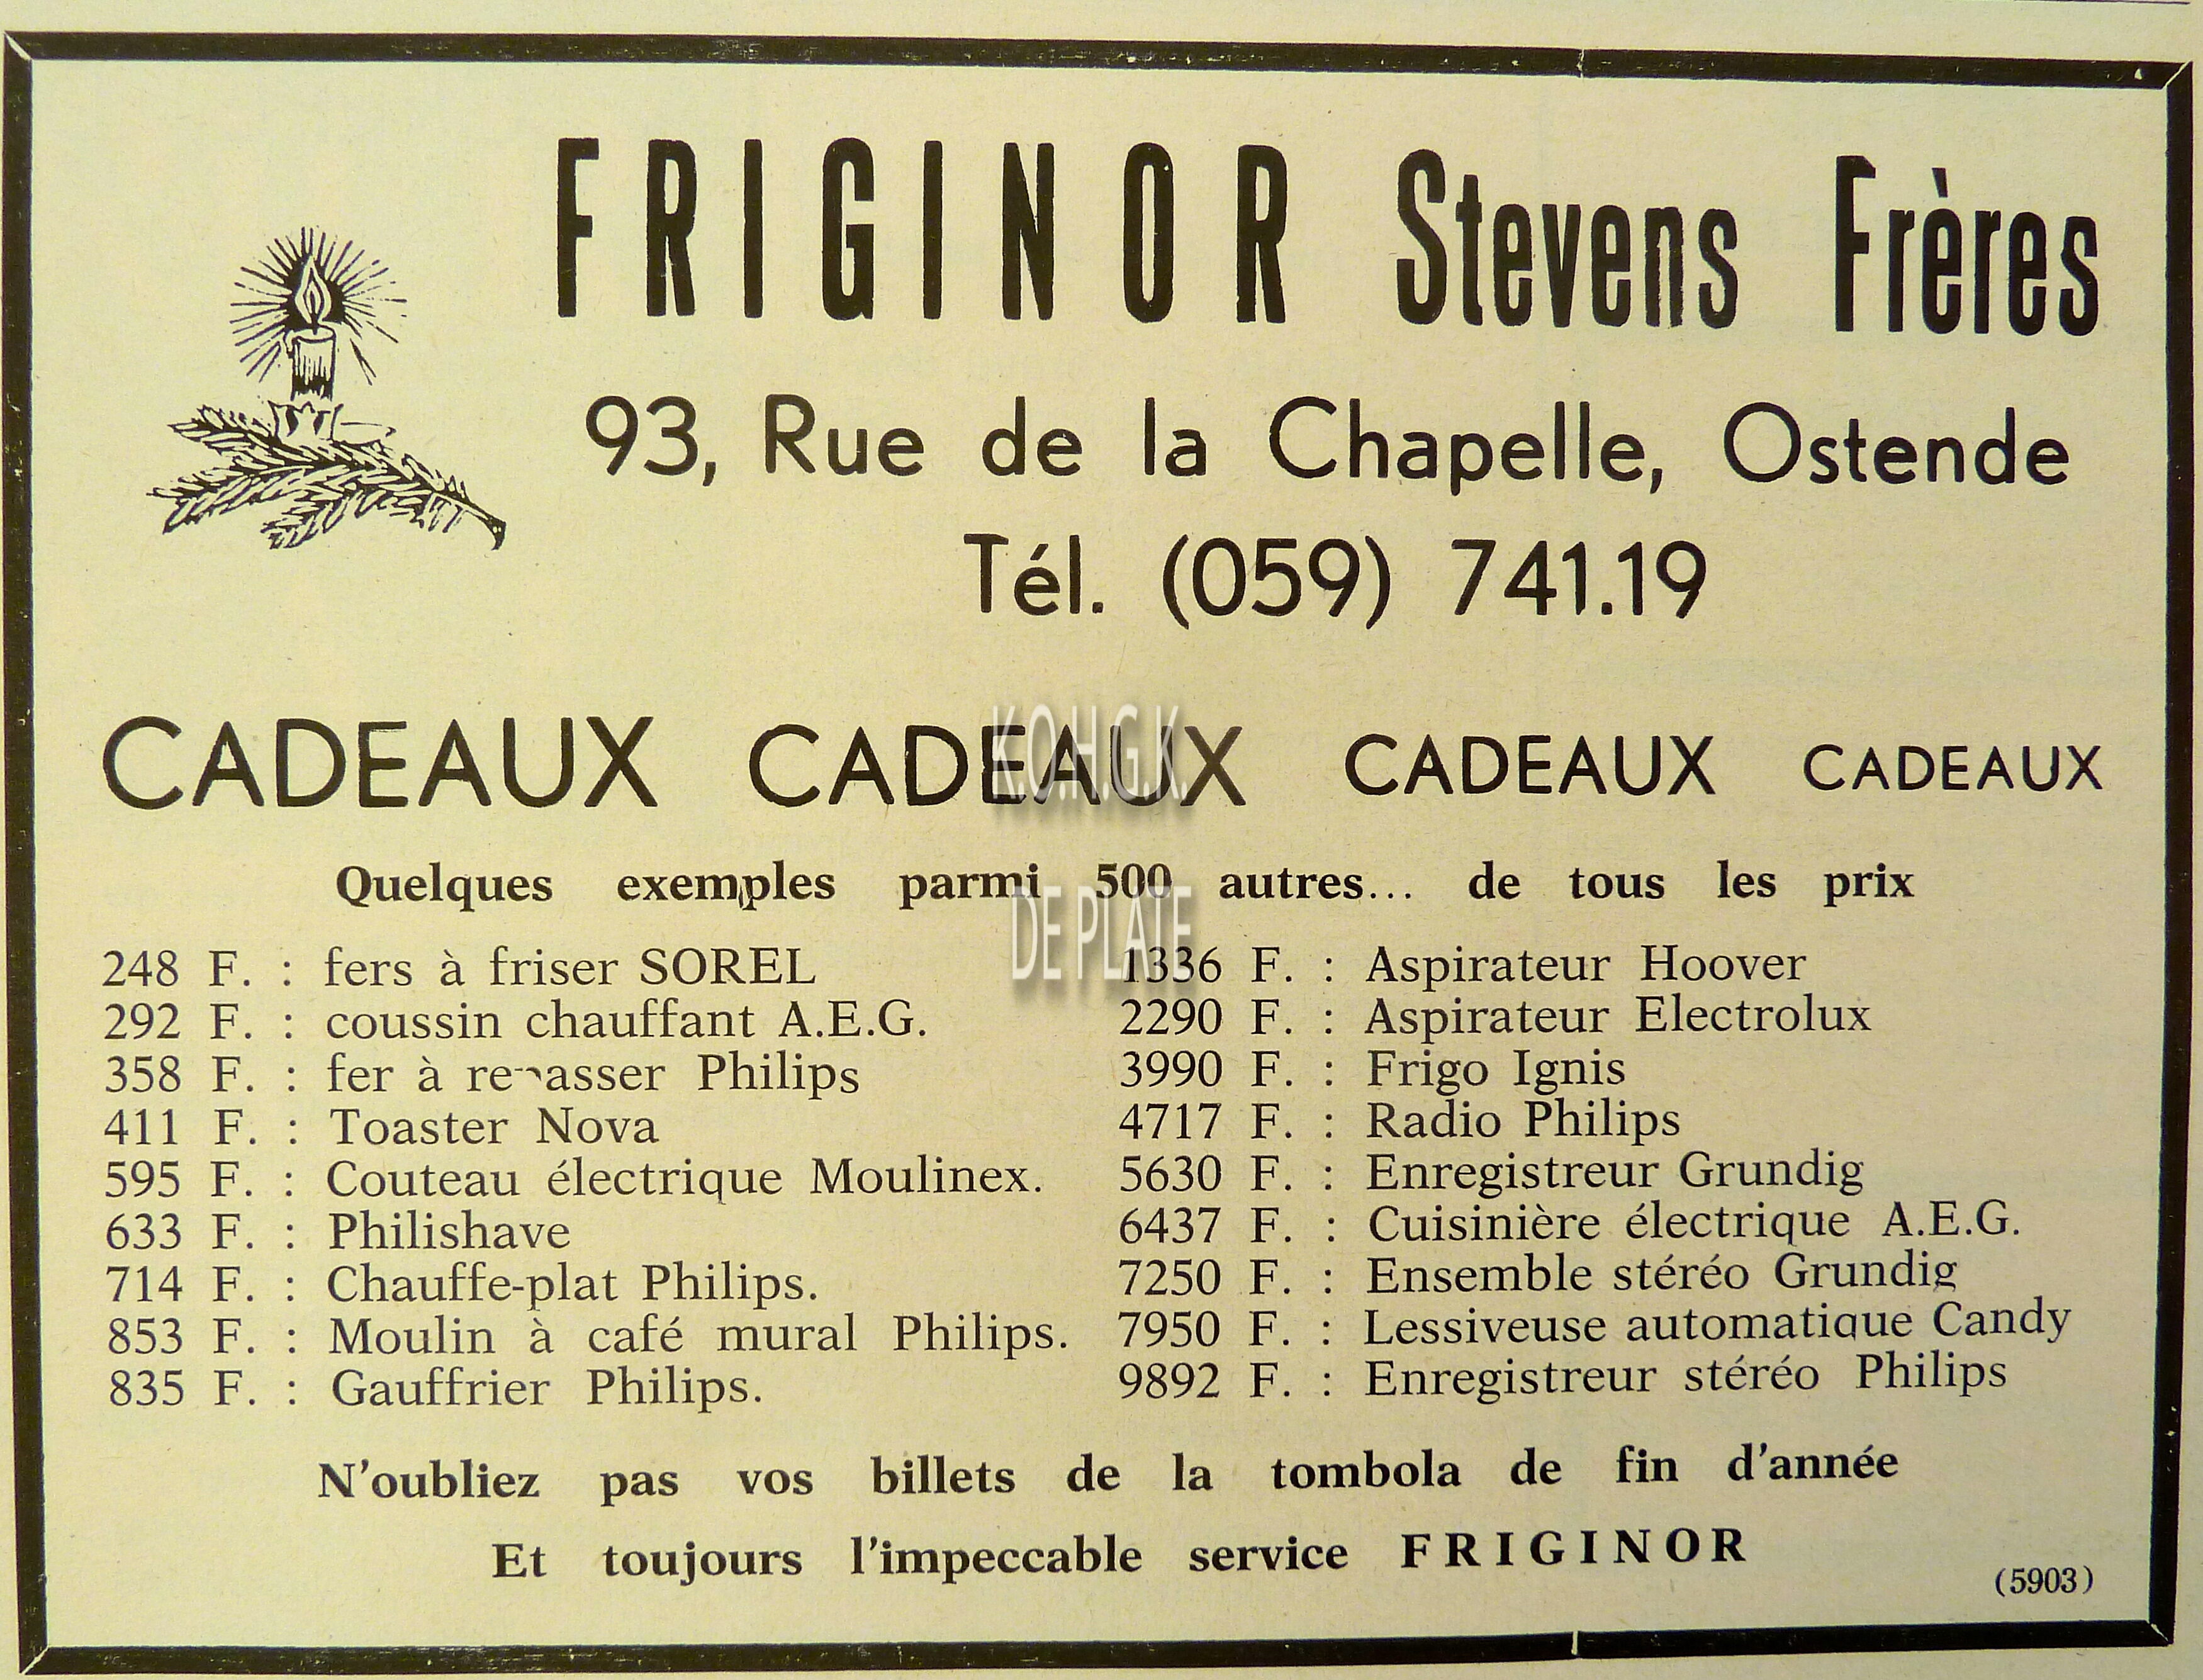 FRIGINOR Stevens Frères
93, Rue de la Chapelle, Ostende
Tél. (059) 741.19
CADEAUX CADEAUX CADEAUX CADEAUX
K.O.H.G.K.
DE PLATE
Quelques exemples parmi 500 autres... de tous les prix
248 F. : fers à friser SOREL
292 F. : coussin chauffant A.E.G.
358 F. : fer à repasser Philips
411 F. : Toaster Nova
595 F. : Couteau électrique Moulinex.
633 F. : Philishave
714 F. : Chauffe-plat Philips.
853 F. : Moulin à café mural Philips.
835 F. : Gauffrier Philips.
1336 F. : Aspirateur Hoover
2290 F. : Aspirateur Electrolux
3990 F. : Frigo Ignis
4717 F. : Radio Philips
5630 F. : Enregistreur Grundig
6437 F. : Cuisinière électrique A.E.G.
7250 F. : Ensemble stéréo Grundig
7950 F. : Lessiveuse automatique Candy
9892 F. : Enregistreur stéréo Philips
N'oubliez pas vos billets de la tombola de fin d'année
Et toujours l'impeccable service FRIGINOR
(5903)